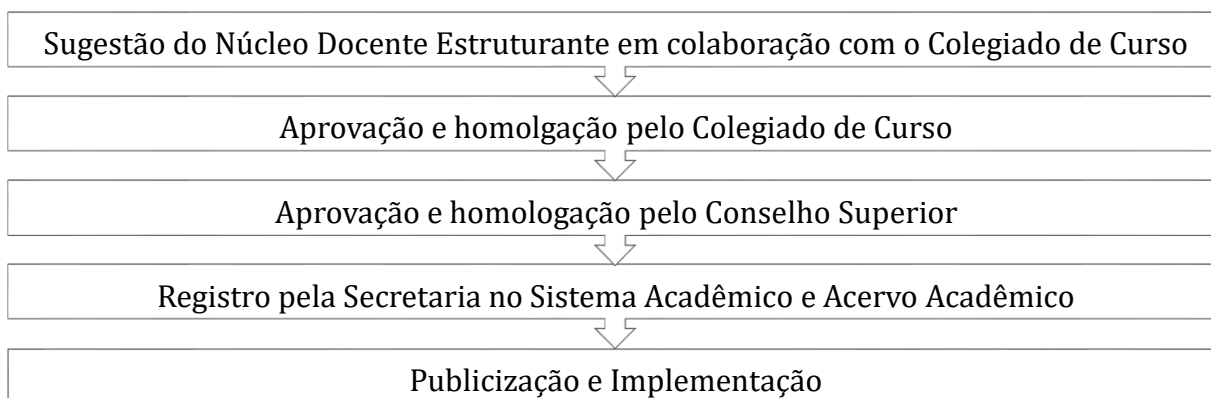 Sugestão do Núcleo Docente Estruturante em colaboração com o Colegiado de Curso
Aprovação e homolgação pelo Colegiado de Curso
Aprovação e homologação pelo Conselho Superior
Registro pela Secretaria no Sistema Acadêmico e Acervo Acadêmico
Publicização e Implementação